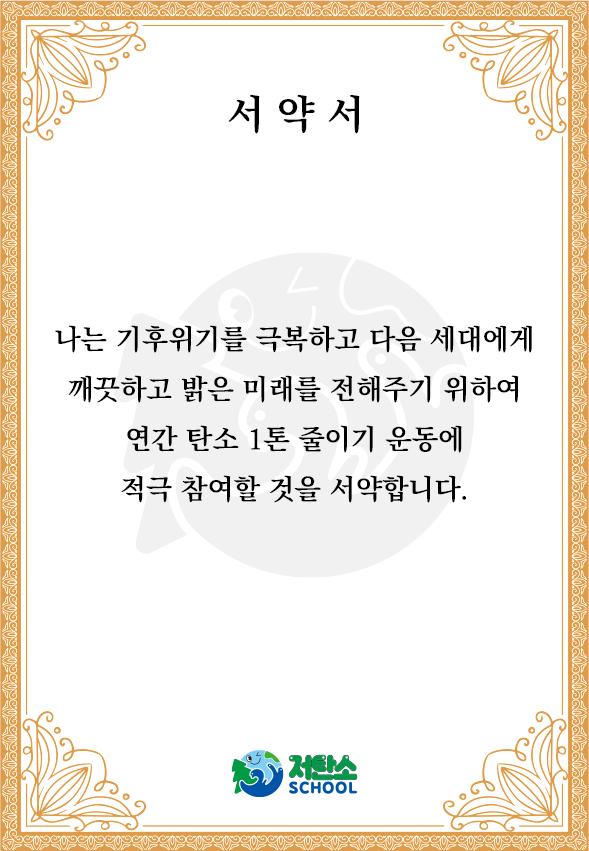 서 약 서
나는 기후위기를 극복하고 다음 세대에게
깨끗하고 밝은 미래를 전해주기 위하여
연간 탄소 1톤 줄이기 운동에
적극 참여할 것을 서약합니다.
저탄소
SCHOOL